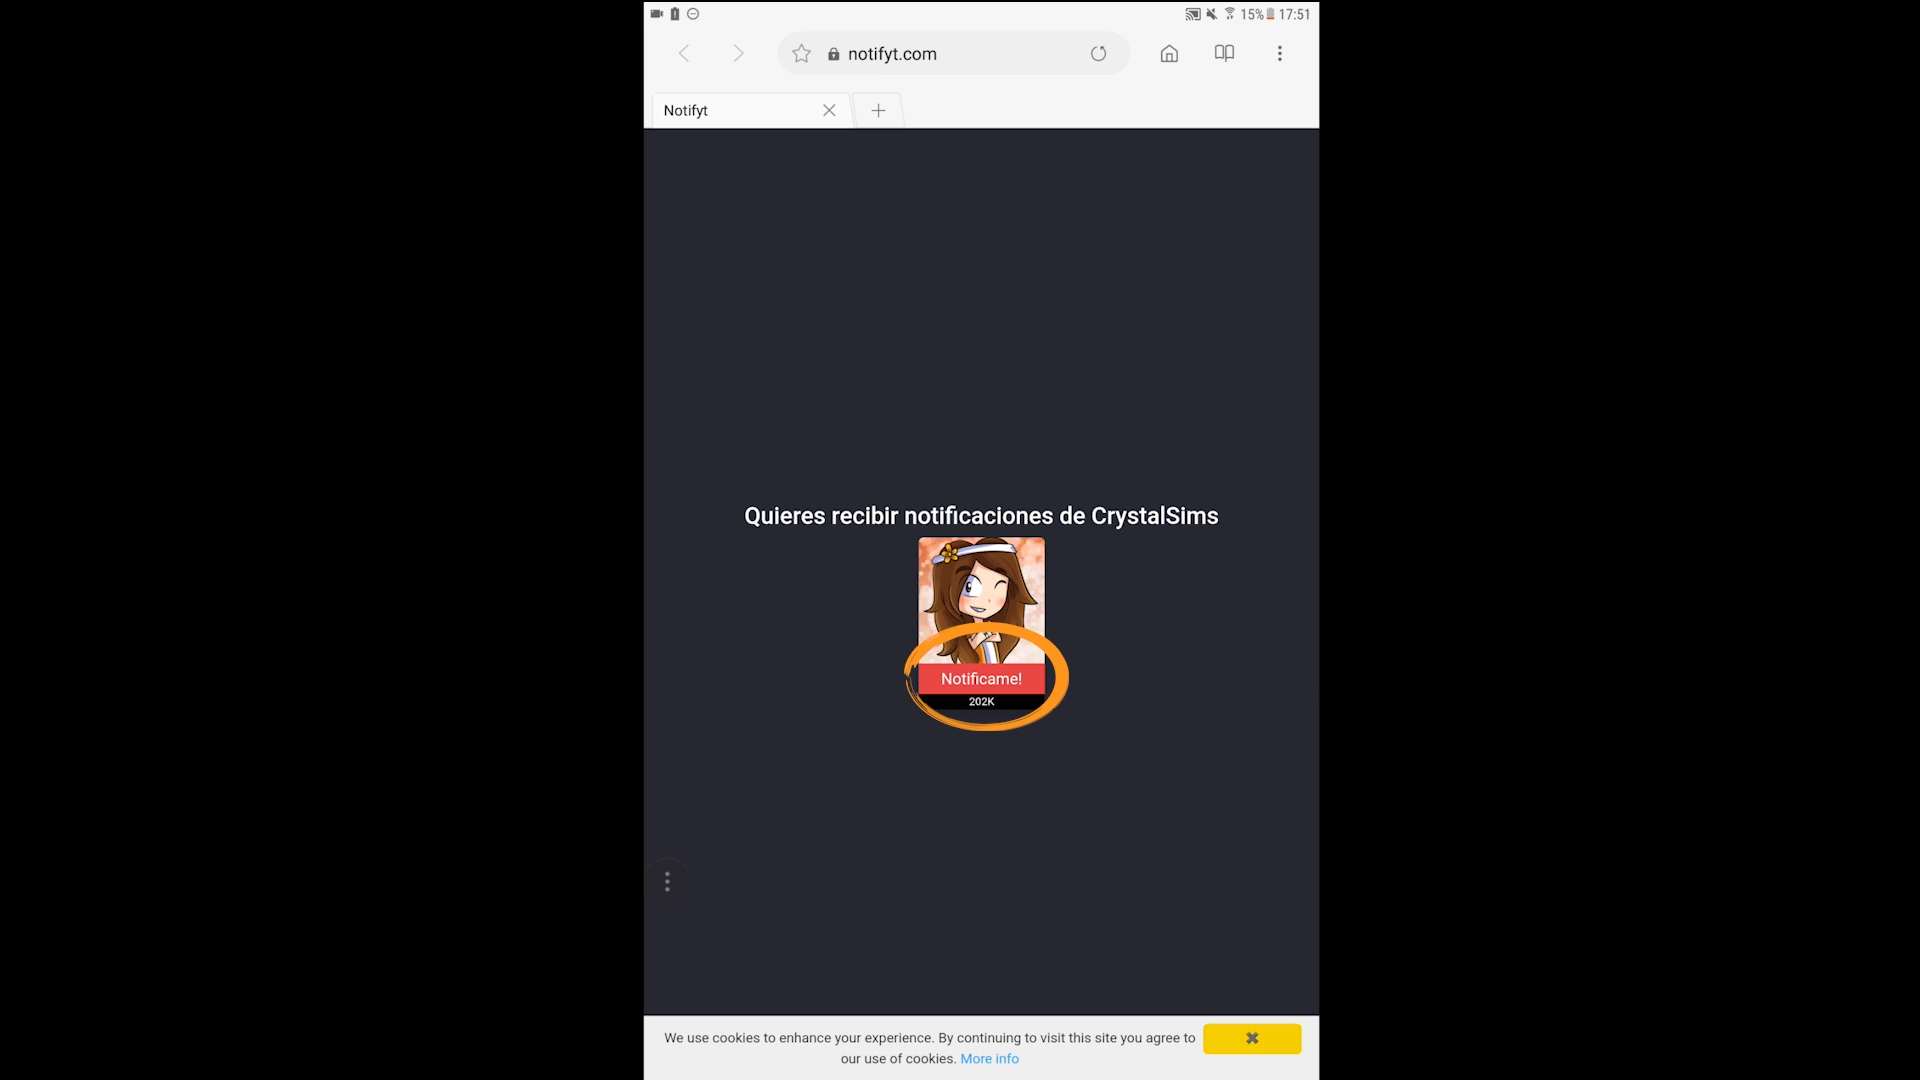 15% 17:51
notifyt.com
Notifyt
Quieres recibir notificaciones de CrystalSims
Notificame!
202K
We use cookies to enhance your experience. By continuing to visit this site you agree to
our use of cookies. More info